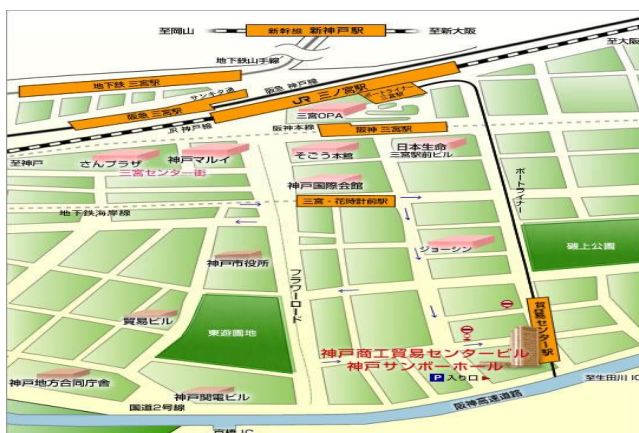 至岡山
新幹線 新神戸駅
至新大阪
地下鉄山手線
至大阪
地下鉄 三宮駅
サンキタ通
阪急 神戸線
阪急 三宮駅
JR 三ノ宮駅
ポートライナー
三宮駅
三宮OPA
JR 神戸線
阪神本線
阪神 三宮駅
至神戸
さんプラザ
神戸マルイ
そごう本館
日本生命
三宮駅前ビル
三宮センター街
神戸国際会館
ポートライナー
地下鉄海岸線
三宮・花時計前駅
神戸市役所
ジョーシン
磯上公園
フラワーロード
貿易ビル
東遊園地
貿易センター駅
神戸商工貿易センタービル
神戸サンボーホール
P 入り口
神戸地方合同庁舎
神戸関電ビル
至生田川 IC
国道2号線
阪神高速道路
京橋 IC